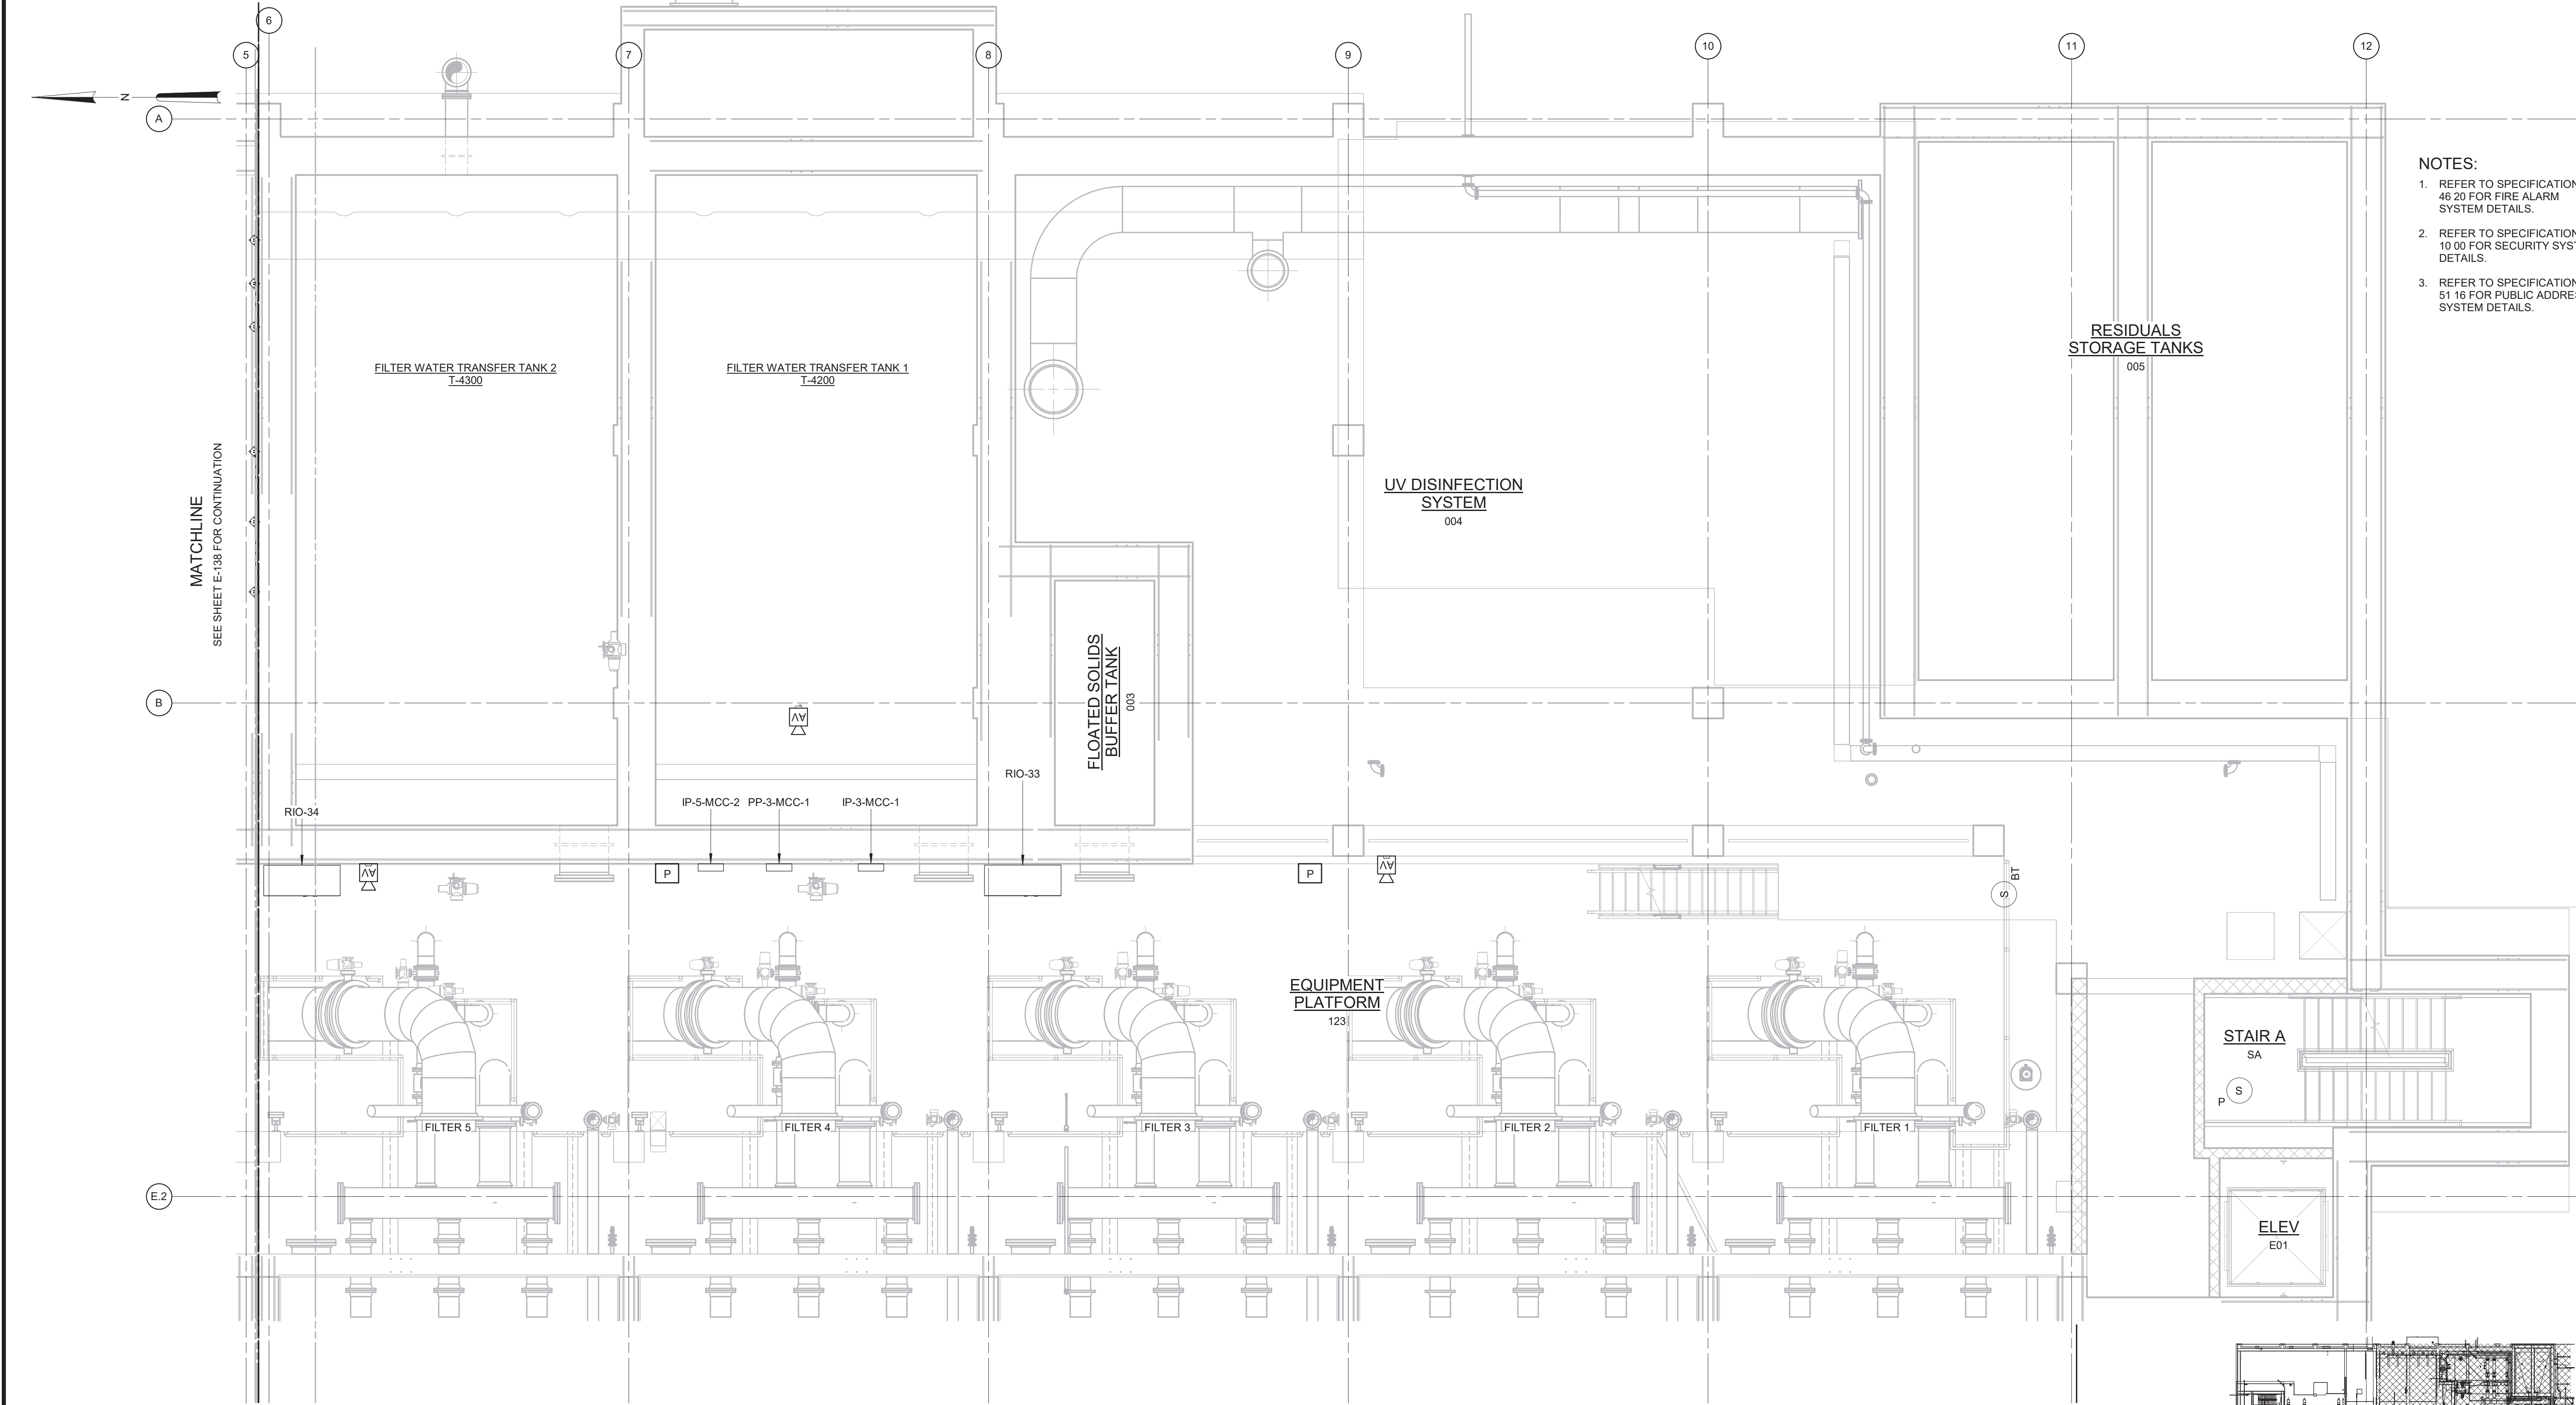 6
5
7
8
9
10
11
12
N
A
NOTES:
1. REFER TO SPECIFICATION
46 20 FOR FIRE ALARM
SYSTEM DETAILS.
2. REFER TO SPECIFICATION
10 00 FOR SECURITY SYST
DETAILS.
3. REFER TO SPECIFICATION
51 16 FOR PUBLIC ADDRES
SYSTEM DETAILS.
MATCHLINE
SEE SHEET E-138 FOR CONTINUATION
FILTER WATER TRANSFER TANK 2
T-4300
FILTER WATER TRANSFER TANK 1
T-4200
RESIDUALS
STORAGE TANKS
005
UV DISINFECTION
SYSTEM
004
FLOATED SOLIDS
BUFFER TANK
003
B
AV
RIO-34
IP-5-MCC-2
PP-3-MCC-1
IP-3-MCC-1
RIO-33
AV
P
P
AV
S
BT
EQUIPMENT
PLATFORM
123
STAIR A
SA
S
P
FILTER 5
FILTER 4
FILTER 3
FILTER 2
FILTER 1
E.2
ELEV
E01